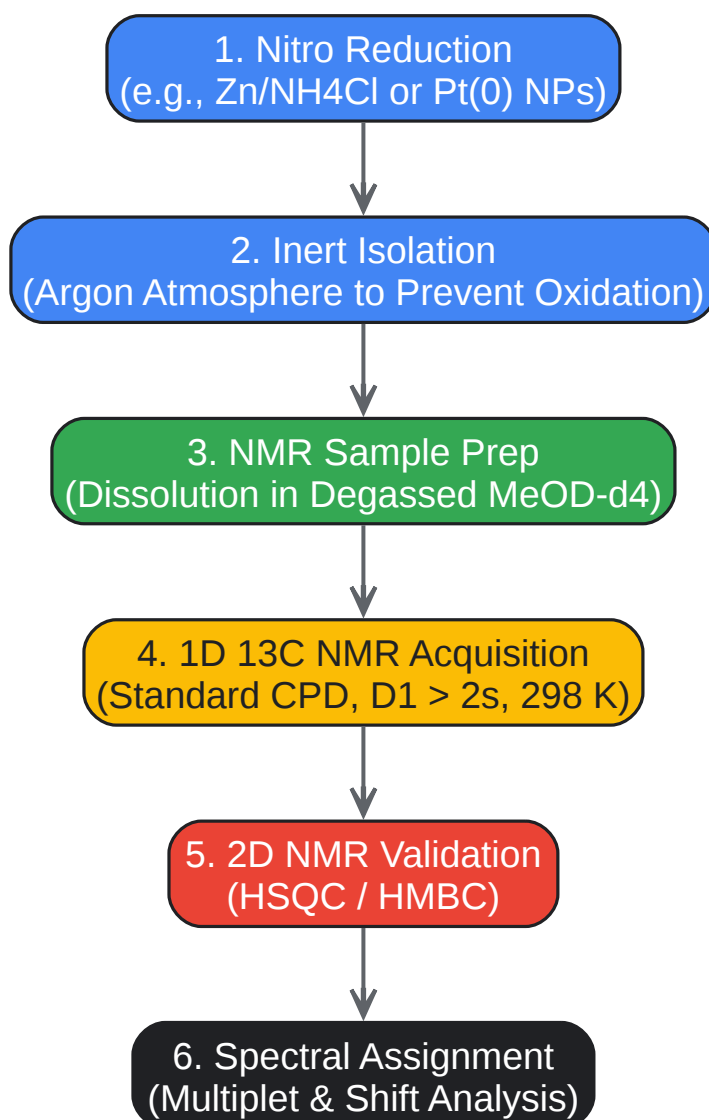 1. Nitro Reduction
(e.g., Zn/NH4Cl or Pt(0) NPs)
2. Inert Isolation
(Argon Atmosphere to Prevent Oxidation)
3. NMR Sample Prep
(Dissolution in Degassed MeOD-d4)
4. 1D 13C NMR Acquisition
(Standard CPD, D1 > 2s, 298 K)
5. 2D NMR Validation
(HSQC / HMBC)
6. Spectral Assignment
(Multiplet & Shift Analysis)